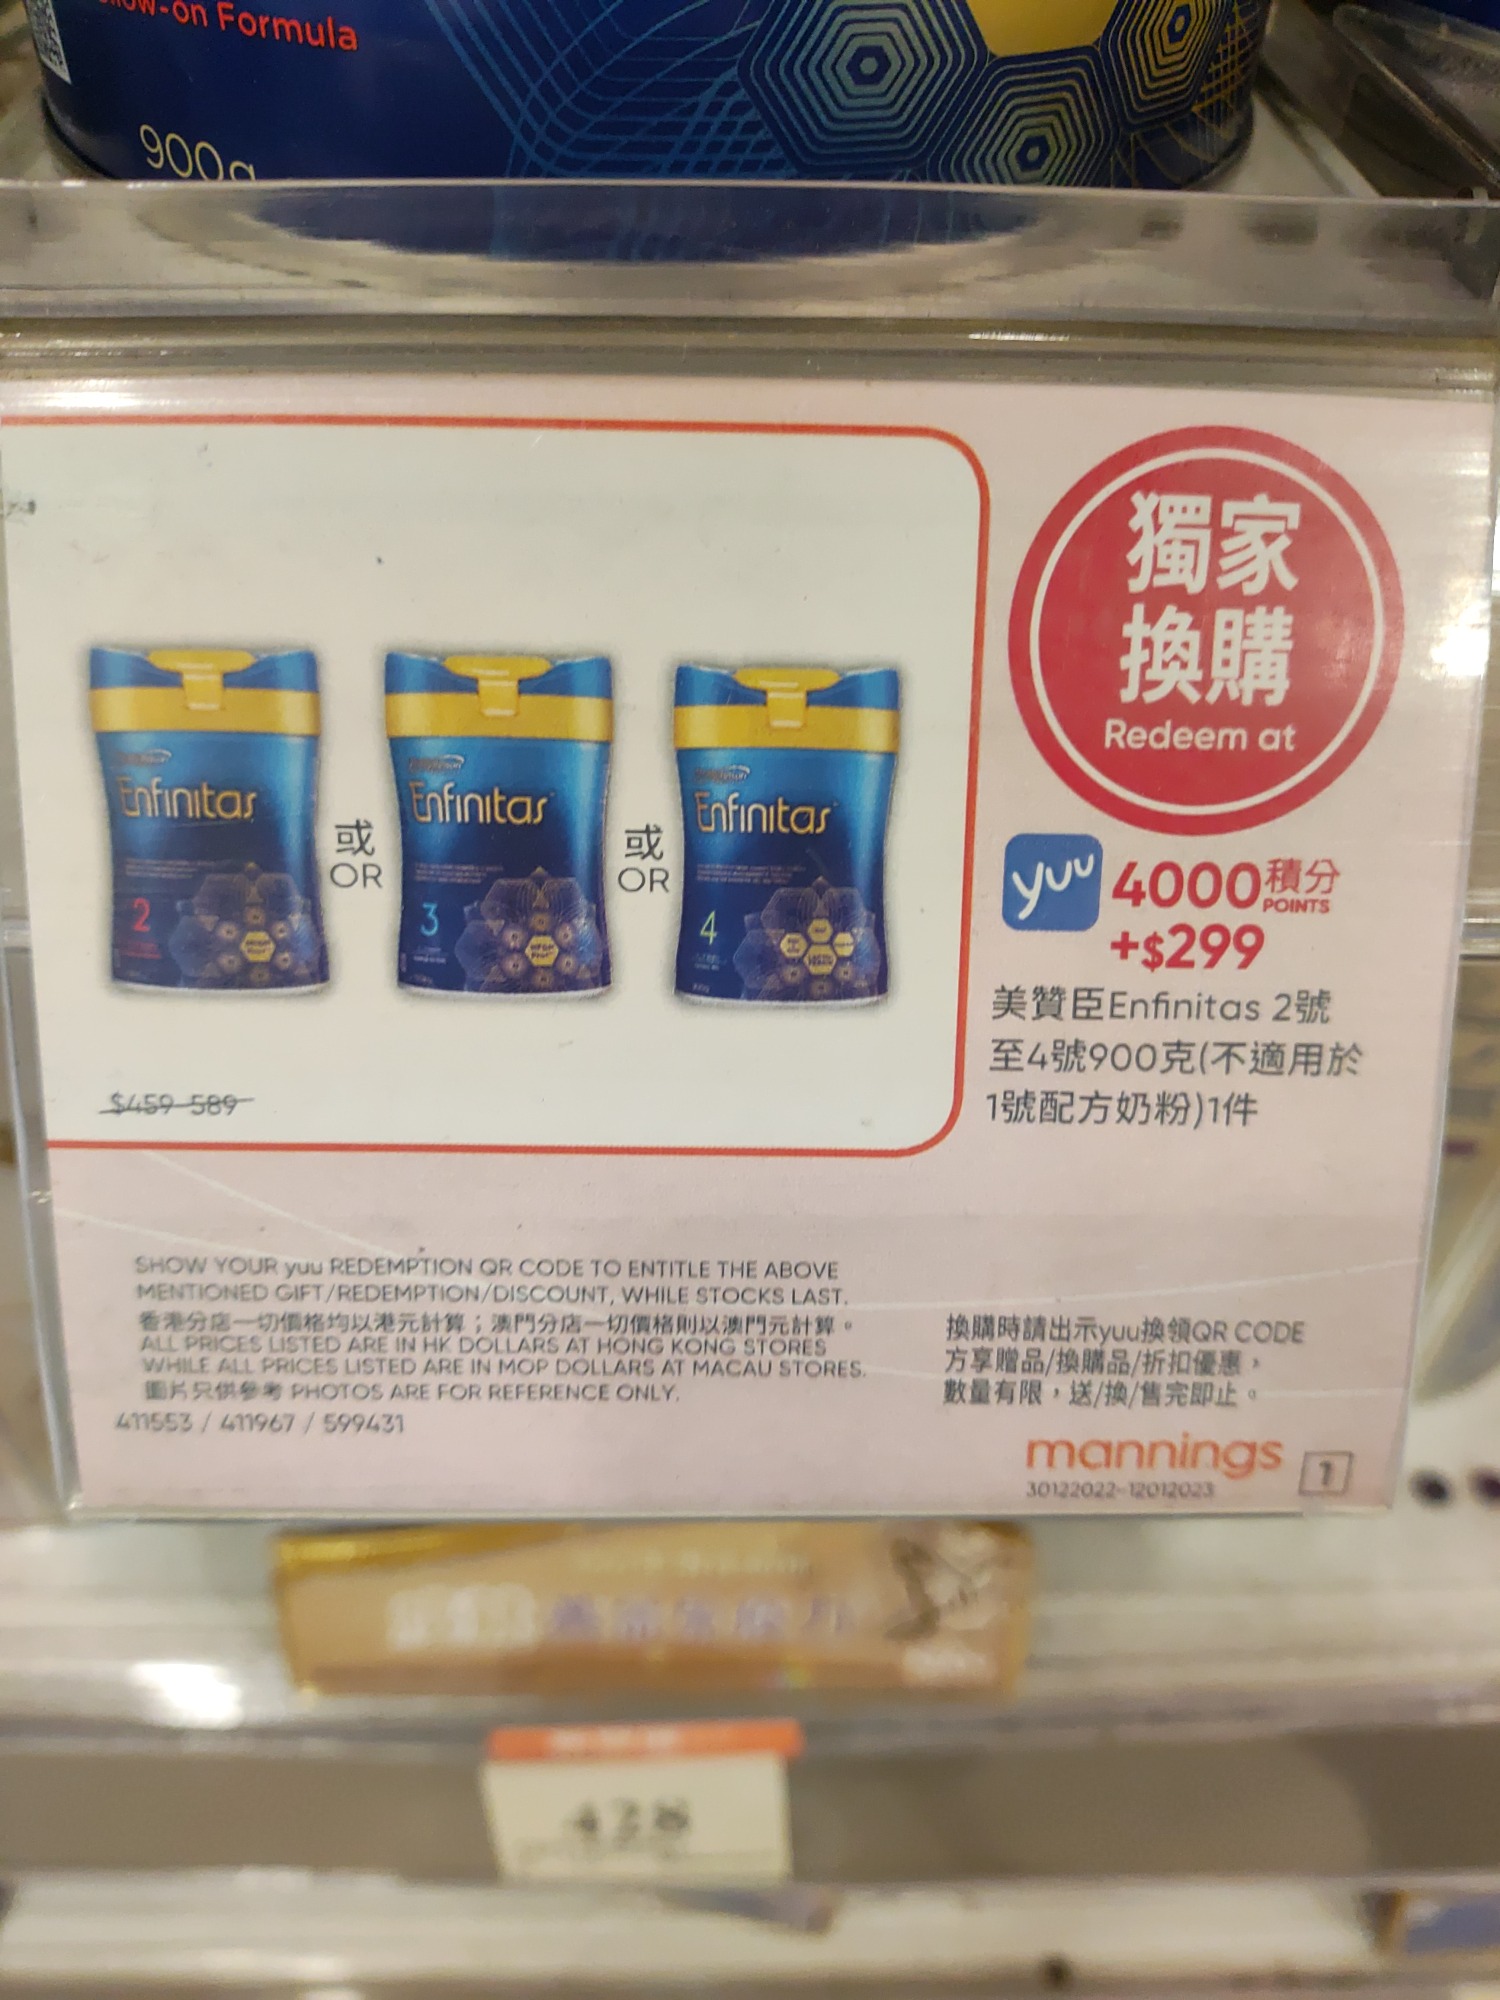 Follow-on Formula
900g
獨家
換購
Redeem at
Enfinitas
2
或
OR
Enfinitas
3
或
OR
Enfinitas
4
yuu 4000積分
POINTS
+$299
美贊臣Enfinitas 2號
至4號900克(不適用於
1號配方奶粉)1件
$459-589
SHOW YOUR yuu REDEMPTION QR CODE TO ENTITLE THE ABOVE
MENTIONED GIFT/REDEMPTION/DISCOUNT, WHILE STOCKS LAST.
香港分店一切價格均以港元計算；澳門分店一切價格則以澳門元計算。
ALL PRICES LISTED ARE IN HK DOLLARS AT HONG KONG STORES
WHILE ALL PRICES LISTED ARE IN MOP DOLLARS AT MACAU STORES.
圖片只供參考 PHOTOS ARE FOR REFERENCE ONLY.
411553 / 411967 / 599431
換購時請出示yuu換領QR CODE
方享贈品/換購品/折扣優惠，
數量有限，送/換/售完即止。
mannings
30122022-12012023
1
428